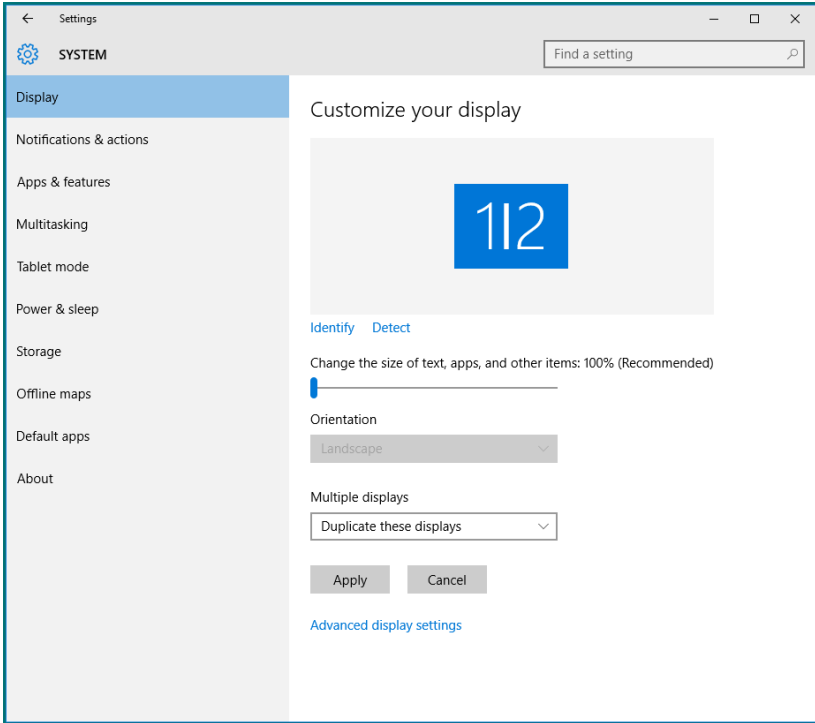 Settings
SYSTEM
Find a setting
Display
Notifications & actions
Apps & features
Multitasking
Tablet mode
Power & sleep
Storage
Offline maps
Default apps
About
Customize your display
1|2
Identify Detect
Change the size of text, apps, and other items: 100% (Recommended)
Orientation
Landscape
Multiple displays
Duplicate these displays
Apply Cancel
Advanced display settings